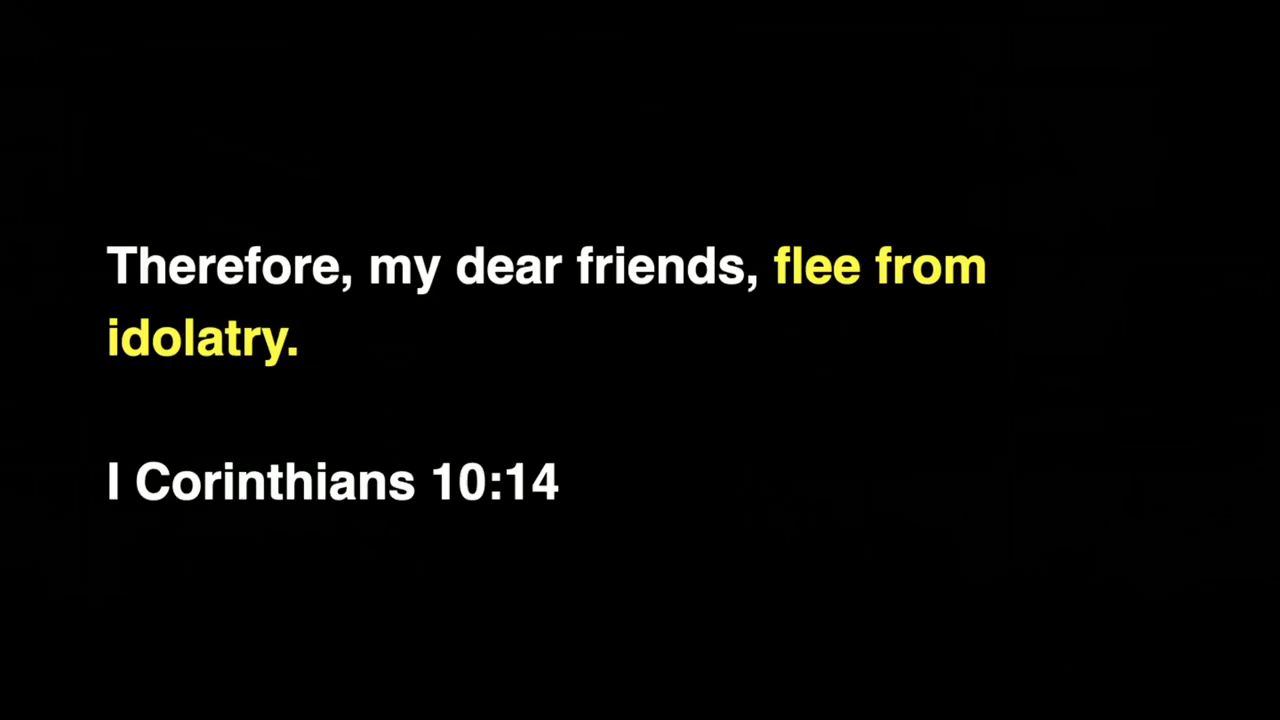 Therefore, my dear friends, flee from
idolatry.
I Corinthians 10:14